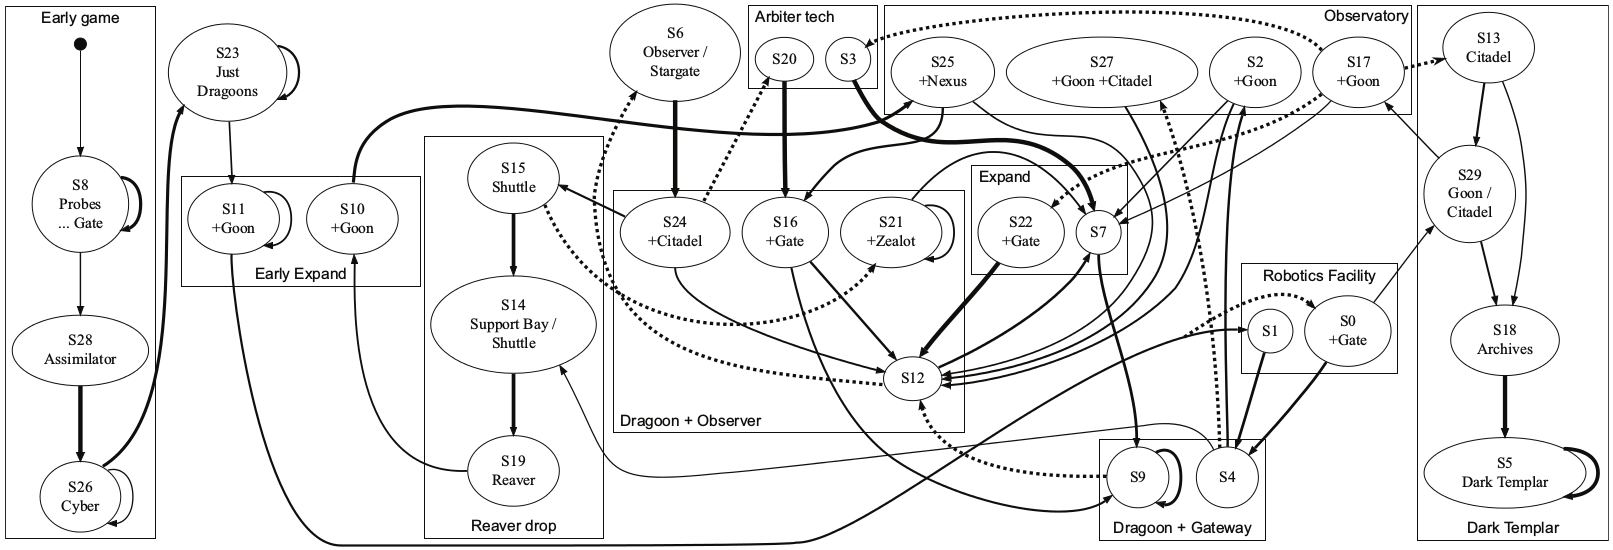 Early game
S8
Probes
... Gate
S28
Assimilator
S26
Cyber
S23
Just
Dragoons
S11
+Goon
S10
+Goon
Early Expand
S15
Shuttle
S14
Support Bay /
Shuttle
S19
Reaver
Reaver drop
S6
Observer /
Stargate
Arbiter tech
S20
S3
S24
+Citadel
S16
+Gate
S21
+Zealot
S12
Dragoon + Observer
Observatory
S25
+Nexus
S27
+Goon +Citadel
S2
+Goon
S17
+Goon
Expand
S22
+Gate
S7
Robotics Facility
S1
S0
+Gate
S9
S4
Dragoon + Gateway
S13
Citadel
S29
Goon /
Citadel
S18
Archives
S5
Dark Templar
Dark Templar